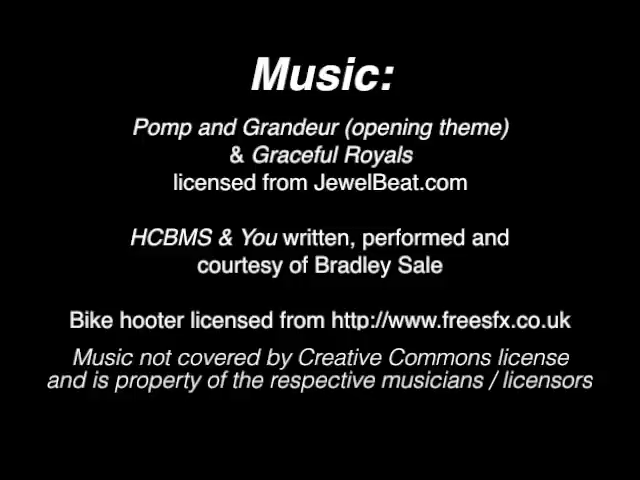 Music:
Pomp and Grandeur (opening theme)
& Graceful Royals
licensed from JewelBeat.com
HCBMS & You written, performed and
courtesy of Bradley Sale
Bike hooter licensed from http://www.freesfx.co.uk
Music not covered by Creative Commons license
and is property of the respective musicians / licensors